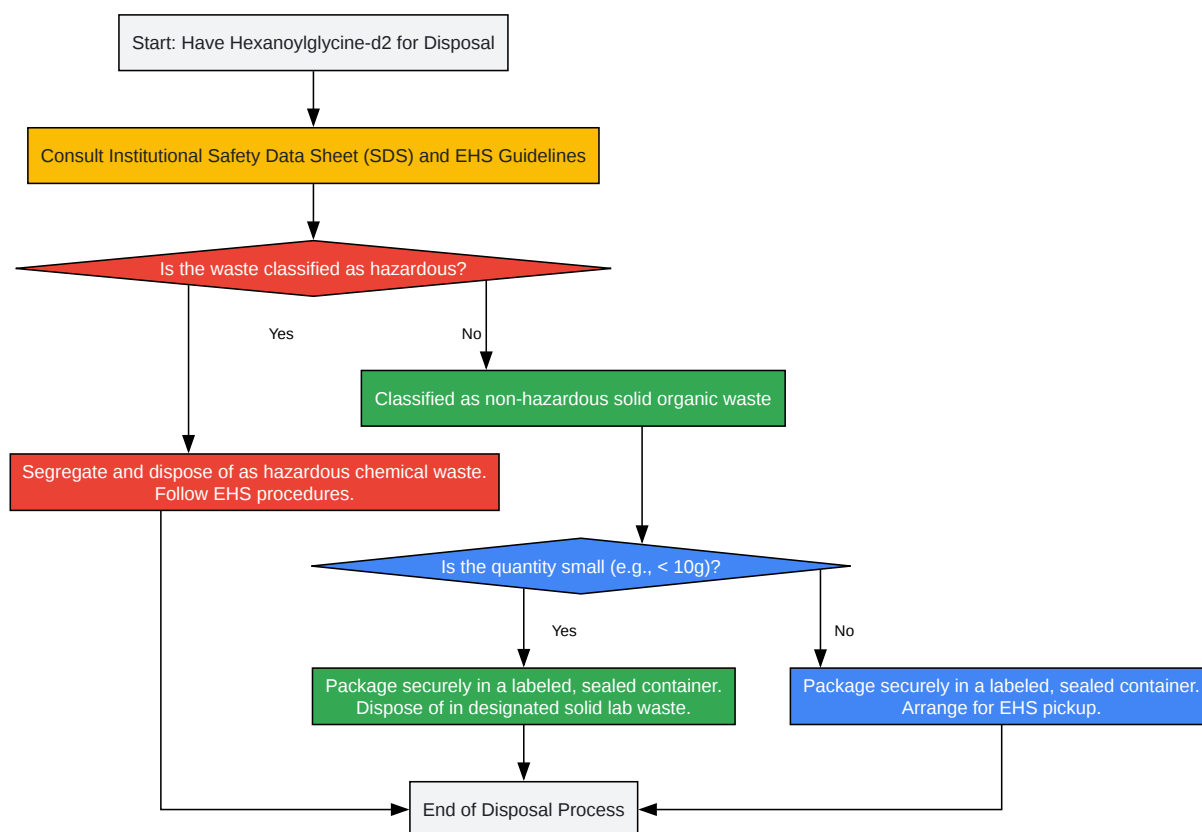 Start: Have Hexanoylglycine-d2 for Disposal
Consult Institutional Safety Data Sheet (SDS) and EHS Guidelines
Is the waste classified as hazardous?
Yes
No
Classified as non-hazardous solid organic waste
Segregate and dispose of as hazardous chemical waste.
Follow EHS procedures.
Is the quantity small (e.g., < 10g)?
Yes
No
Package securely in a labeled, sealed container.
Dispose of in designated solid lab waste.
Package securely in a labeled, sealed container.
Arrange for EHS pickup.
End of Disposal Process